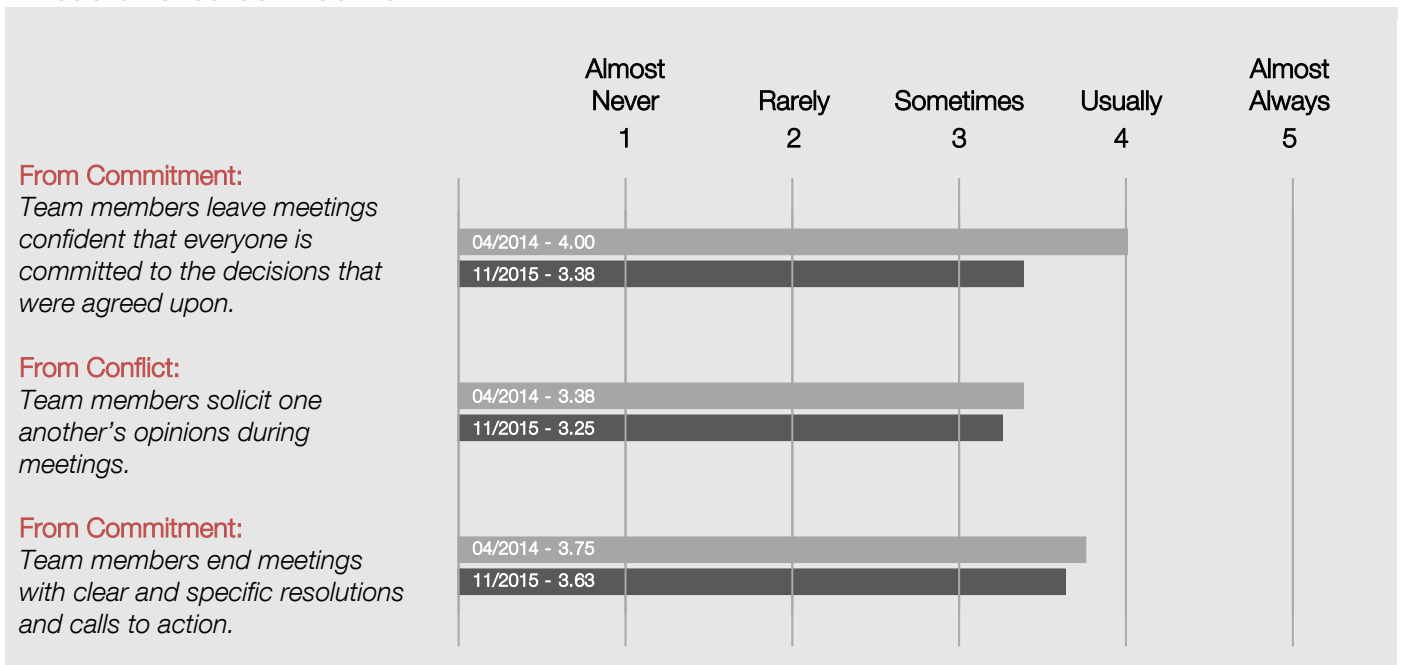 Almost
Never
Rarely
Sometimes
Usually
Almost
Always
1
2
3
4
5
From Commitment:
Team members leave meetings
confident that everyone is
committed to the decisions that
were agreed upon.
04/2014 - 4.00
11/2015 - 3.38
From Conflict:
Team members solicit one
another's opinions during
meetings.
04/2014 - 3.38
11/2015 - 3.25
From Commitment:
Team members end meetings
with clear and specific resolutions
and calls to action.
04/2014 - 3.75
11/2015 - 3.63